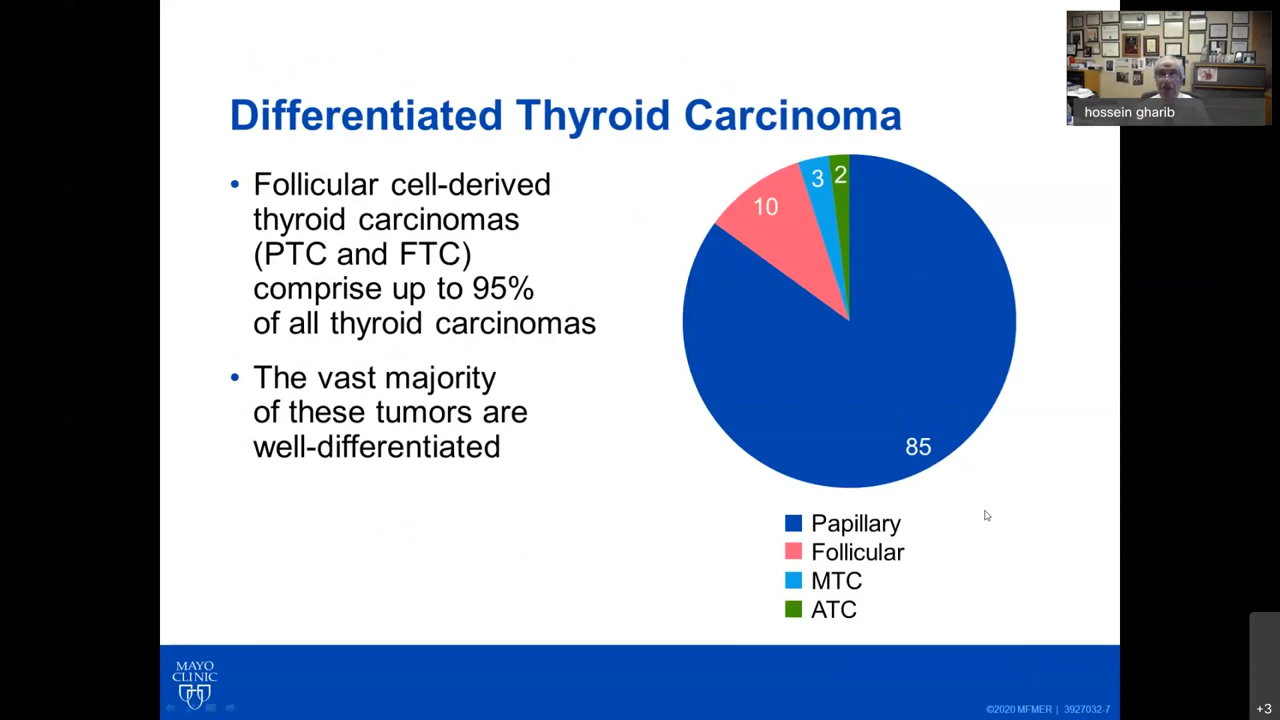 hossein gharib
Differentiated Thyroid Carcinoma
• Follicular cell-derived
thyroid carcinomas
(PTC and FTC)
comprise up to 95%
of all thyroid carcinomas
• The vast majority
of these tumors are
well-differentiated
10
3
2
85
Papillary
Follicular
MTC
ATC
MAYO
CLINIC
©2020 MFMER | 3927032-7
+3